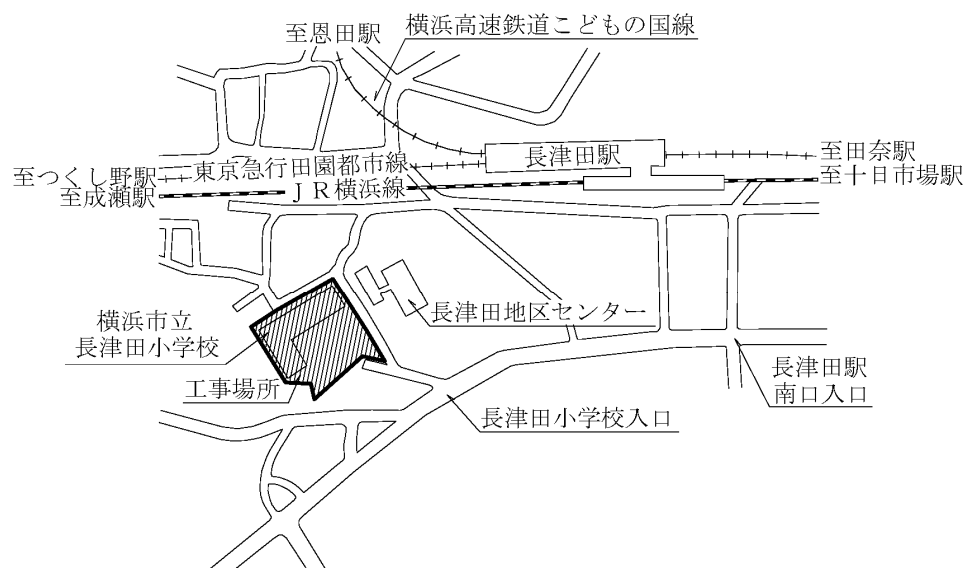 横浜高速鉄道こどもの国線
至恩田駅
長津田駅
至田奈駅
東京急行田園都市線
至つくし野駅
至十日市場駅
JR横浜線
至成瀬駅
長津田地区センター
横浜市立
長津田小学校
工事場所
長津田駅
南口入口
長津田小学校入口